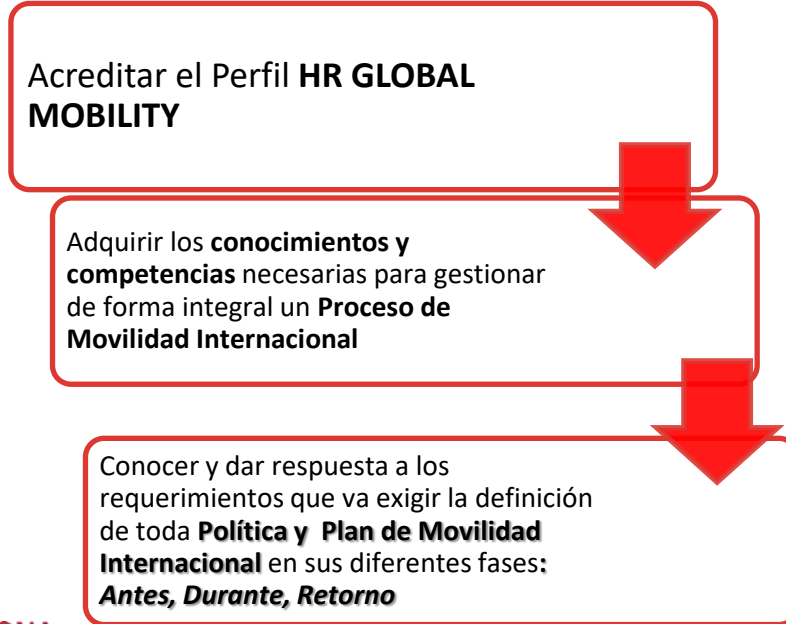 Acreditar el Perfil HR GLOBAL
MOBILITY
Adquirir los conocimientos y
competencias necesarias para gestionar
de forma integral un Proceso de
Movilidad Internacional
Conocer y dar respuesta a los
requerimientos que va exigir la definición
de toda Política y Plan de Movilidad
Internacional en sus diferentes fases:
Antes, Durante, Retorno